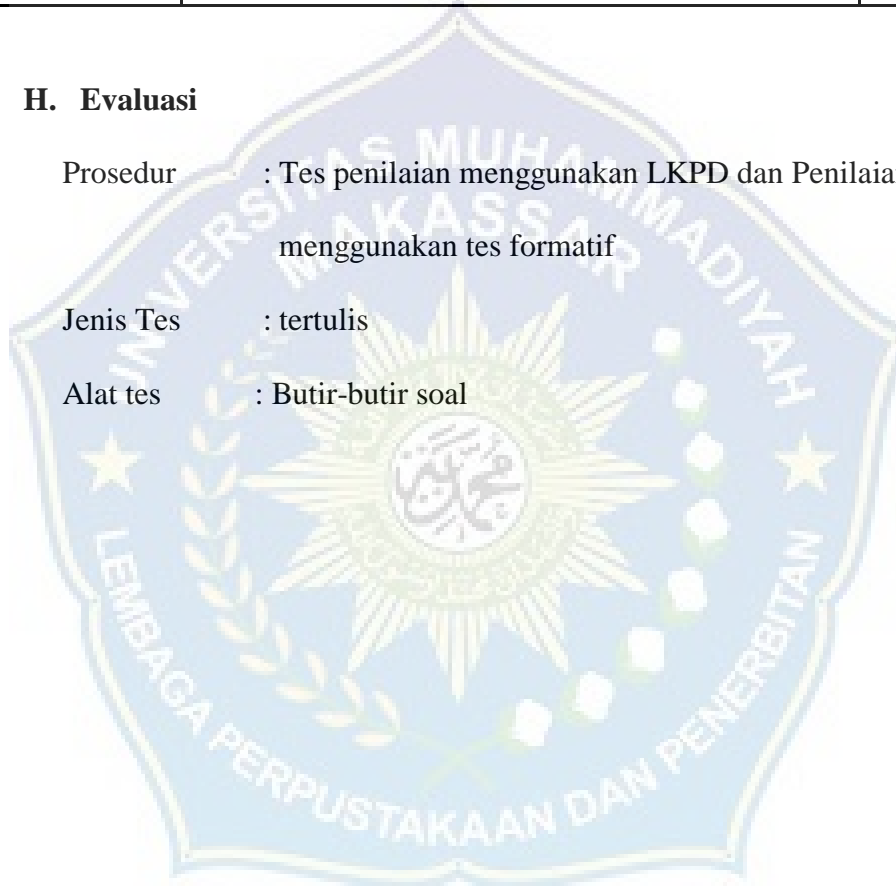 H. Evaluasi
Prosedur : Tes penilaian menggunakan LKPD dan Penilaia
menggunakan tes formatif
Jenis Tes : tertulis
Alat tes : Butir-butir soal
UNIVERSITAS MUHAMMADIYAH
MAKASSAR
LEMBAGA PERPUSTAKAAN DAN PENERBITAN